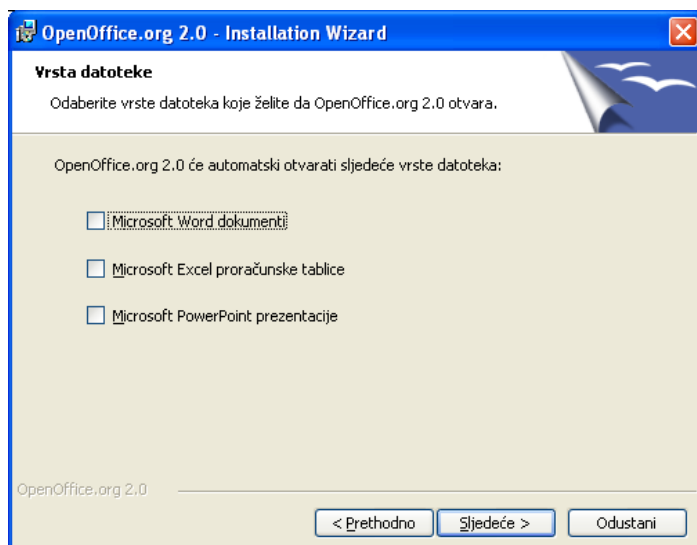 OpenOffice.org 2.0 - Installation Wizard
Vrsta datoteke
Odaberite vrste datoteka koje želite da OpenOffice.org 2.0 otvara.
OpenOffice.org 2.0 će automatski otvarati sljedeće vrste datoteka:
Microsoft Word dokumenti
Microsoft Excel proračunske tablice
Microsoft PowerPoint prezentacije
OpenOffice.org 2.0
< Prethodno
Sljedeće >
Odustani